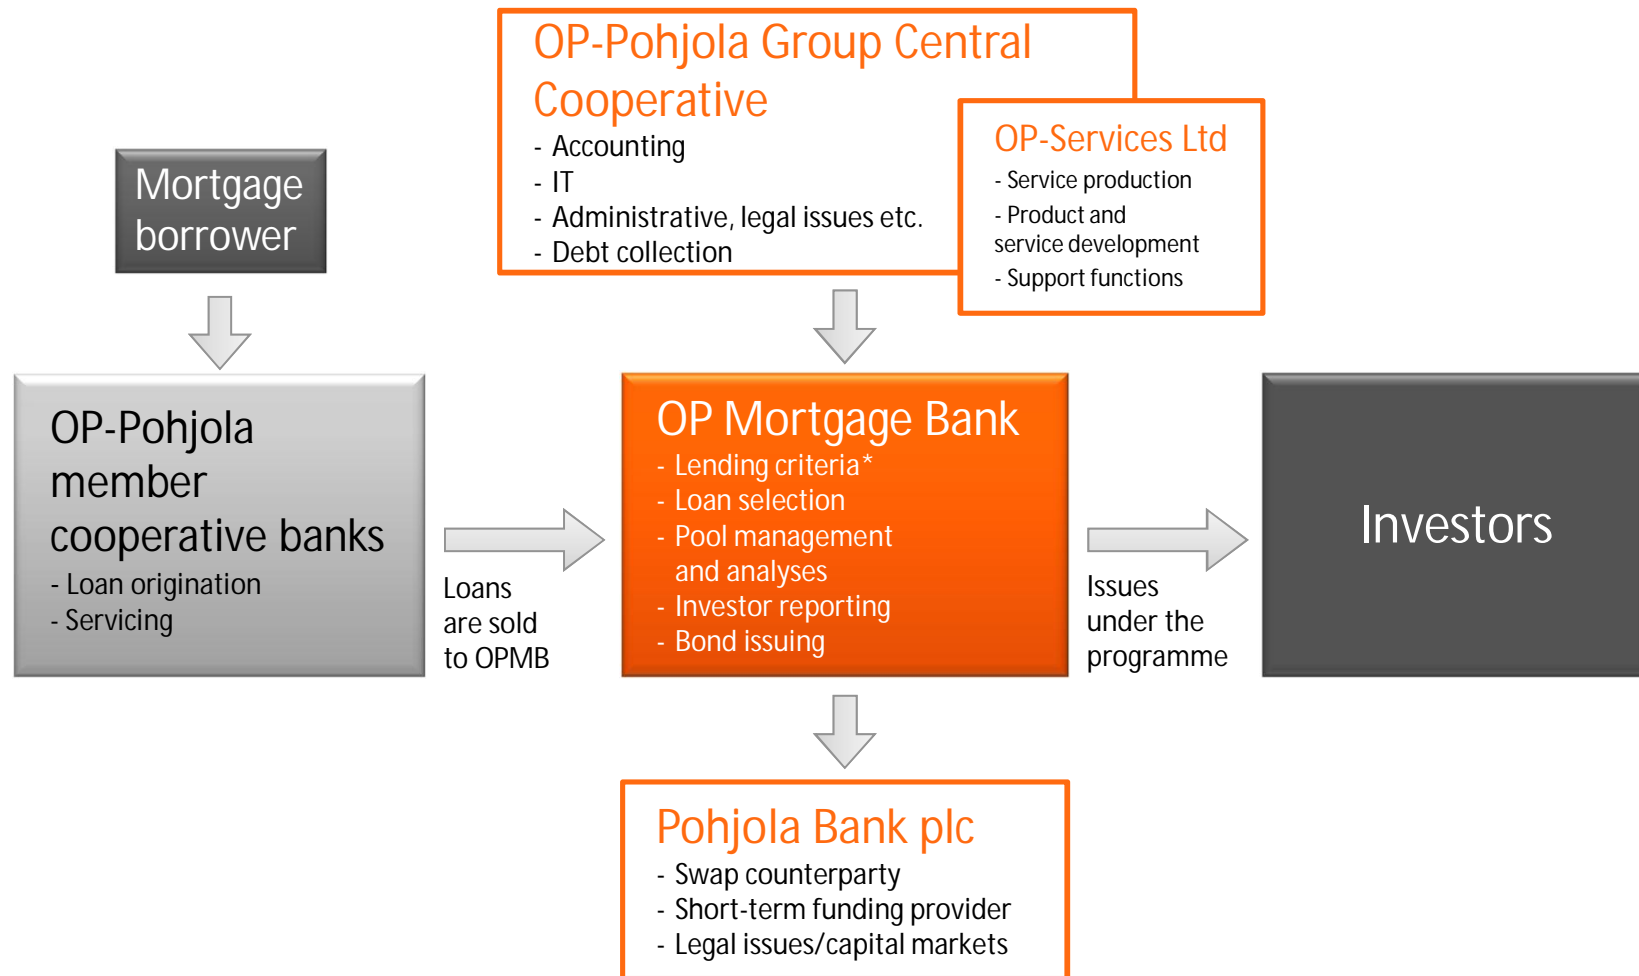 OP-Pohjola Group Central
Cooperative
- Accounting
- IT
- Administrative, legal issues etc.
- Debt collection
OP-Services Ltd
- Service production
- Product and
service development
- Support functions
Mortgage
borrower
OP-Pohjola
member
cooperative banks
- Loan origination
- Servicing
Loans
are sold
to OPMB
OP Mortgage Bank
- Lending criteria*
- Loan selection
- Pool management
and analyses
- Investor reporting
- Bond issuing
Issues
under the
programme
Investors
Pohjola Bank plc
- Swap counterparty
- Short-term funding provider
- Legal issues/capital markets